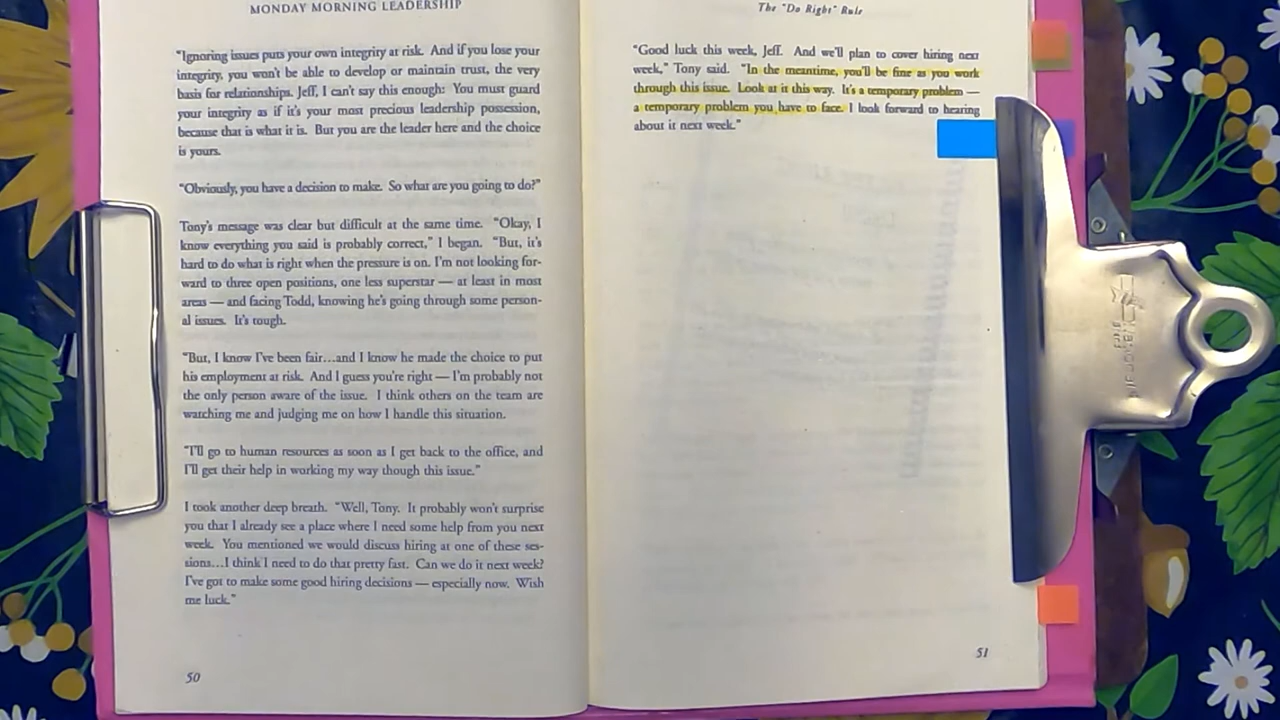 MONDAY MORNING LEADERSHIP
"Ignoring issues puts your own integrity at risk. And if you lose your
integrity, you won't be able to develop or maintain trust, the very
basis for relationships. Jeff, I can't say this enough: You must guard
your integrity as if it's your most precious leadership possession,
because that is what it is. But you are the leader here and the choice
is yours.
"Obviously, you have a decision to make. So what are you going to do?"
Tony's message was clear but difficult at the same time. "Okay, I
know everything you said is probably correct," I began. "But, it's
hard to do what is right when the pressure is on. I'm not looking for-
ward to three open positions, one less superstar — at least in most
areas — and facing Todd, knowing he's going through some person-
al issues. It's tough.
"But, I know I've been fair...and I know he made the choice to put
his employment at risk. And I guess you're right — I'm probably not
the only person aware of the issue. I think others on the team are
watching me and judging me on how I handle this situation.
"I'll go to human resources as soon as I get back to the office, and
I'll get their help in working my way though this issue."
I took another deep breath. "Well, Tony. It probably won't surprise
you that I already see a place where I need some help from you next
week. You mentioned we would discuss hiring at one of these ses-
sions...I think I need to do that pretty fast. Can we do it next week?
I've got to make some good hiring decisions — especially now. Wish
me luck."
50
The "Do Right" Rule
"Good luck this week, Jeff. And we'll plan to cover hiring next
week," Tony said. "In the meantime, you'll be fine as you work
through this issue. Look at it this way. It's a temporary problem —
a temporary problem you have to face. I look forward to hearing
about it next week."
51